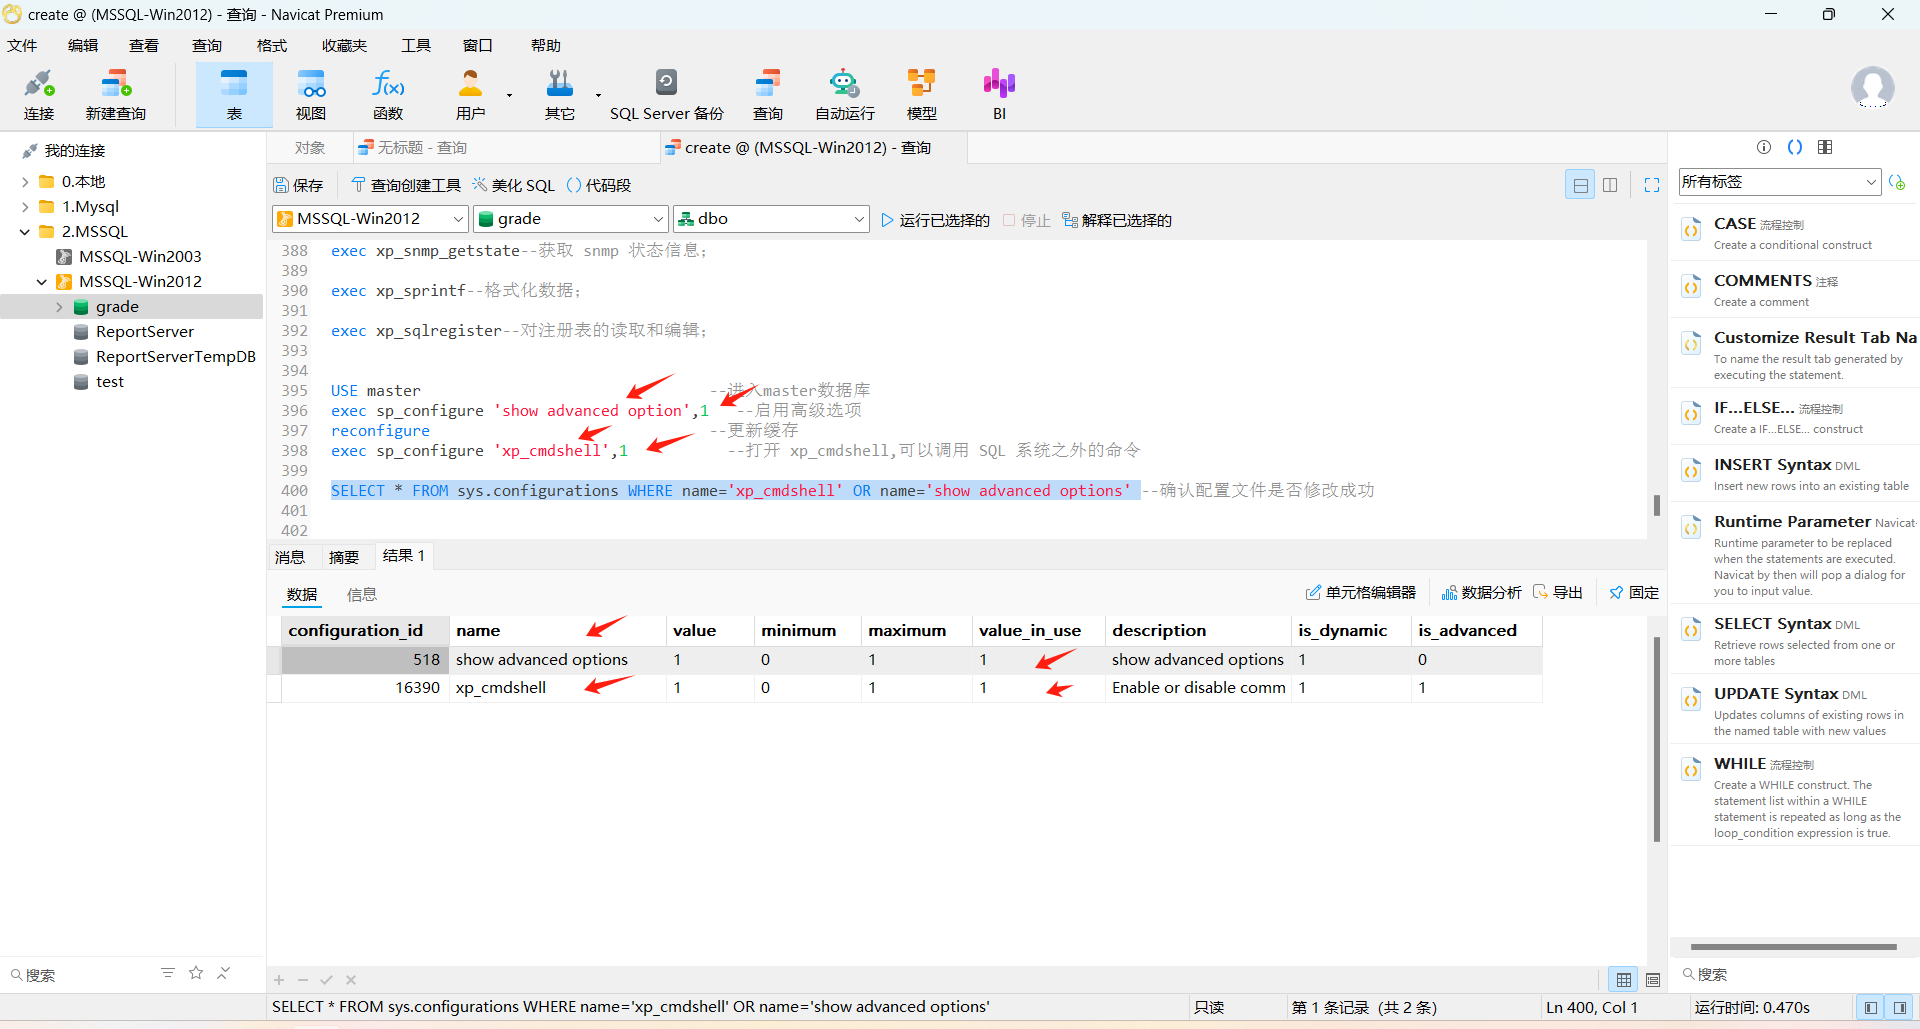 create @ (MSSQL-Win2012) - 查询 - Navicat Premium
文件 编辑 查看 查询 格式 收藏夹 工具 窗口 帮助
连接 新建查询 表 视图 函数 用户 其它 SQL Server 备份 查询 自动运行 模型 BI
我的连接
0.本地
1.Mysql
2.MSSQL
MSSQL-Win2003
MSSQL-Win2012
grade
ReportServer
ReportServerTempDB
test
搜索
对象 无标题 - 查询 create @ (MSSQL-Win2012) - 查询
保存 查询创建工具 美化 SQL 代码段
MSSQL-Win2012 grade dbo 运行已选择的 停止 解释已选择的
388 exec xp_snmp_getstate--获取 snmp 状态信息;
389
390 exec xp_sprintf--格式化数据;
391
392 exec xp_sqlregister--对注册表的读取和编辑;
393
394
395 USE master --进入master数据库
396 exec sp_configure 'show advanced option',1 --启用高级选项
397 reconfigure --更新缓存
398 exec sp_configure 'xp_cmdshell',1 --打开 xp_cmdshell,可以调用 SQL 系统之外的命令
399
400 SELECT * FROM sys.configurations WHERE name='xp_cmdshell' OR name='show advanced options' --确认配置文件是否修改成功
401
402
消息 摘要 结果 1
数据 信息 单元格编辑器 数据分析 导出 固定
configuration_id name value minimum maximum value_in_use description is_dynamic is_advanced
518 show advanced options 1 0 1 1 show advanced options 1 0
16390 xp_cmdshell 1 0 1 1 Enable or disable comm 1 1
SELECT * FROM sys.configurations WHERE name='xp_cmdshell' OR name='show advanced options' 只读 第 1 条记录 (共 2 条) Ln 400, Col 1 运行时间: 0.470s
所有标签
CASE 流程控制
Create a conditional construct
COMMENTS 注释
Create a comment
Customize Result Tab Na
To name the result tab generated by
executing the statement.
IF...ELSE... 流程控制
Create a IF...ELSE... construct
INSERT Syntax DML
Insert new rows into an existing table
Runtime Parameter Navicat
Runtime parameter to be replaced
when the statements are executed.
Navicat by then will pop a dialog for
you to input value.
SELECT Syntax DML
Retrieve rows selected from one or
more tables
UPDATE Syntax DML
Updates columns of existing rows in
the named table with new values
WHILE 流程控制
Create a WHILE construct. The
statement list within a WHILE
statement is repeated as long as the
loop_condition expression is true.
搜索